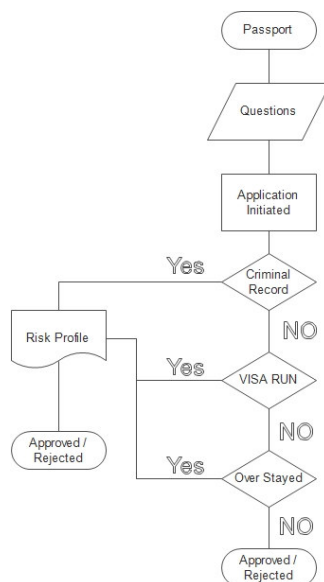 Passport
Questions
Application
Initiated
Yes
Criminal
Record
NO
Risk Profile
Yes
VISA RUN
NO
Approved /
Rejected
Yes
Over Stayed
NO
Approved /
Rejected